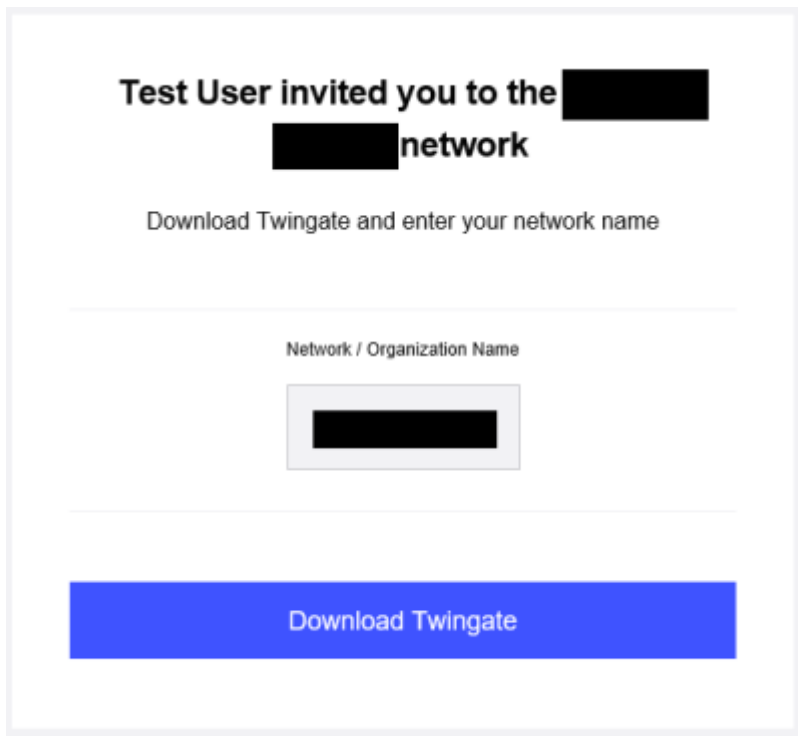 Test User invited you to the
network
Download Twingate and enter your network name
Network / Organization Name
Download Twingate